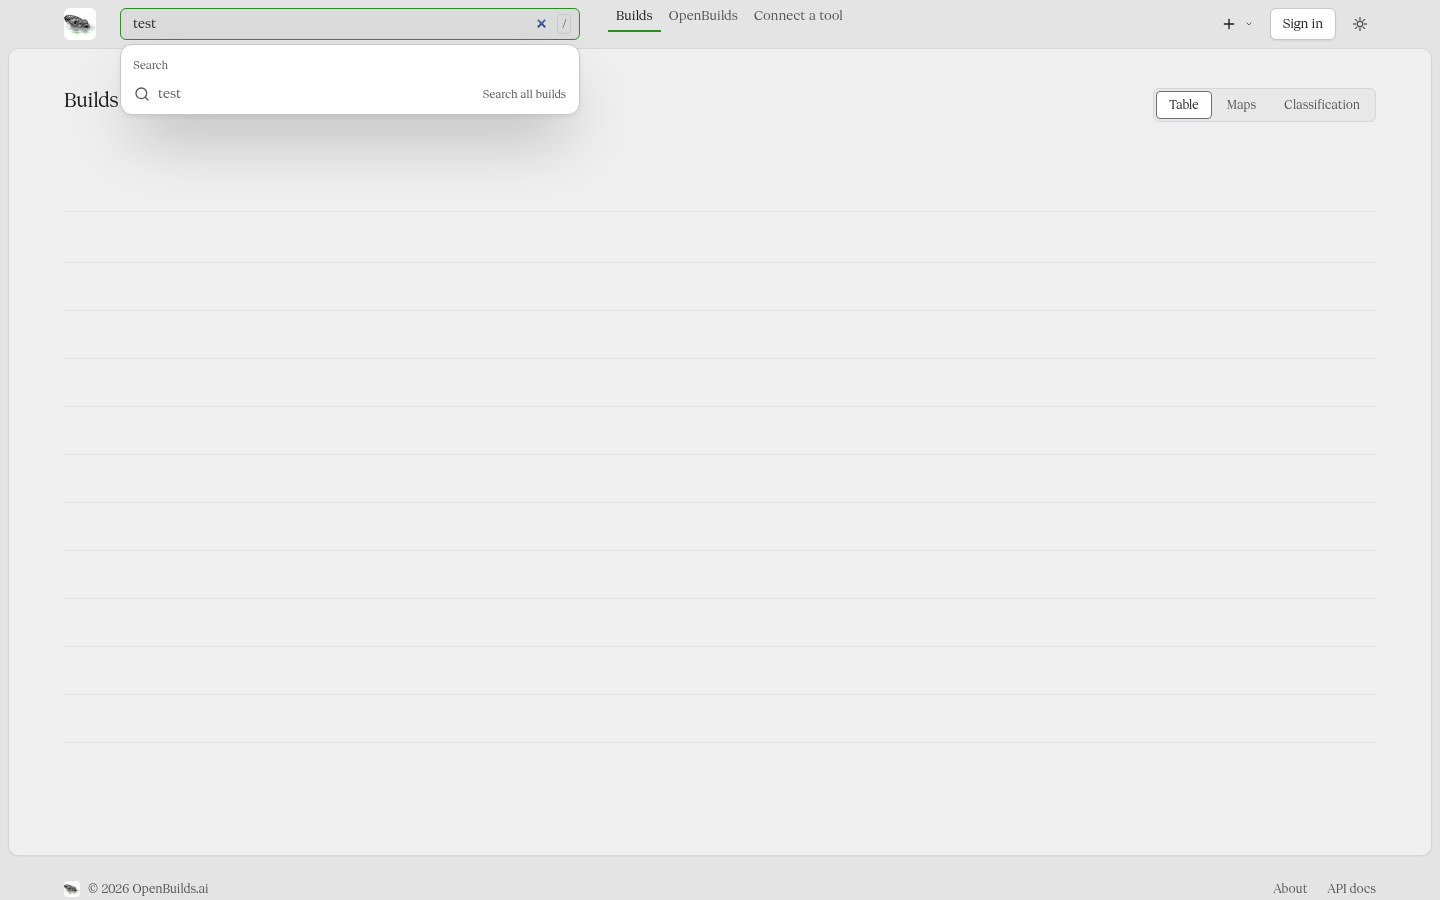 test
/
Builds
OpenBuilds
Connect a tool
Sign in
Search
test
Search all builds
Builds
Table
Maps
Classification
© 2026 OpenBuilds.ai
About
API docs